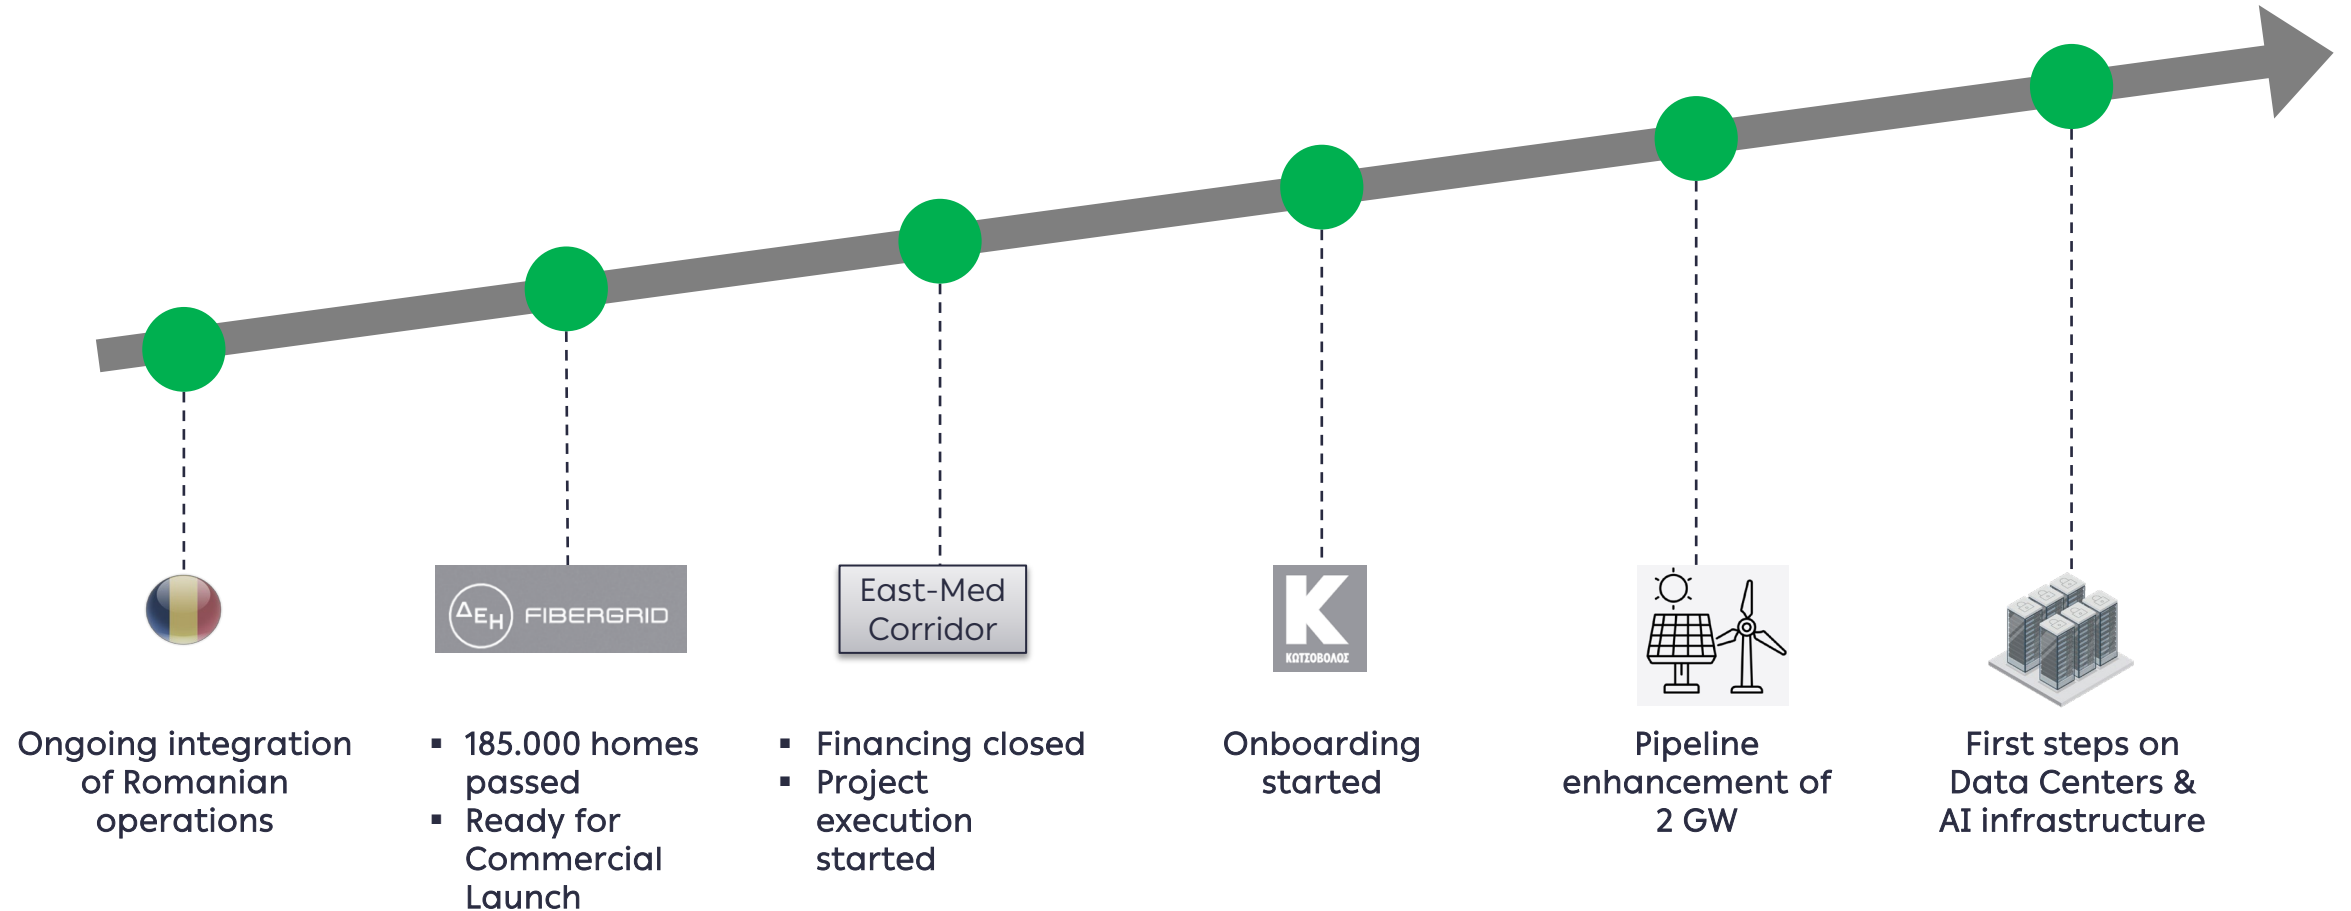 ΔΕΗ FIBERGRID
East-Med
Corridor
K
ΚΩΤΣΟΒΟΛΟΣ
Ongoing integration
of Romanian
operations
▪ 185.000 homes
passed
▪ Ready for
Commercial
Launch
▪ Financing closed
▪ Project
execution
started
Onboarding
started
Pipeline
enhancement of
2 GW
First steps on
Data Centers &
AI infrastructure